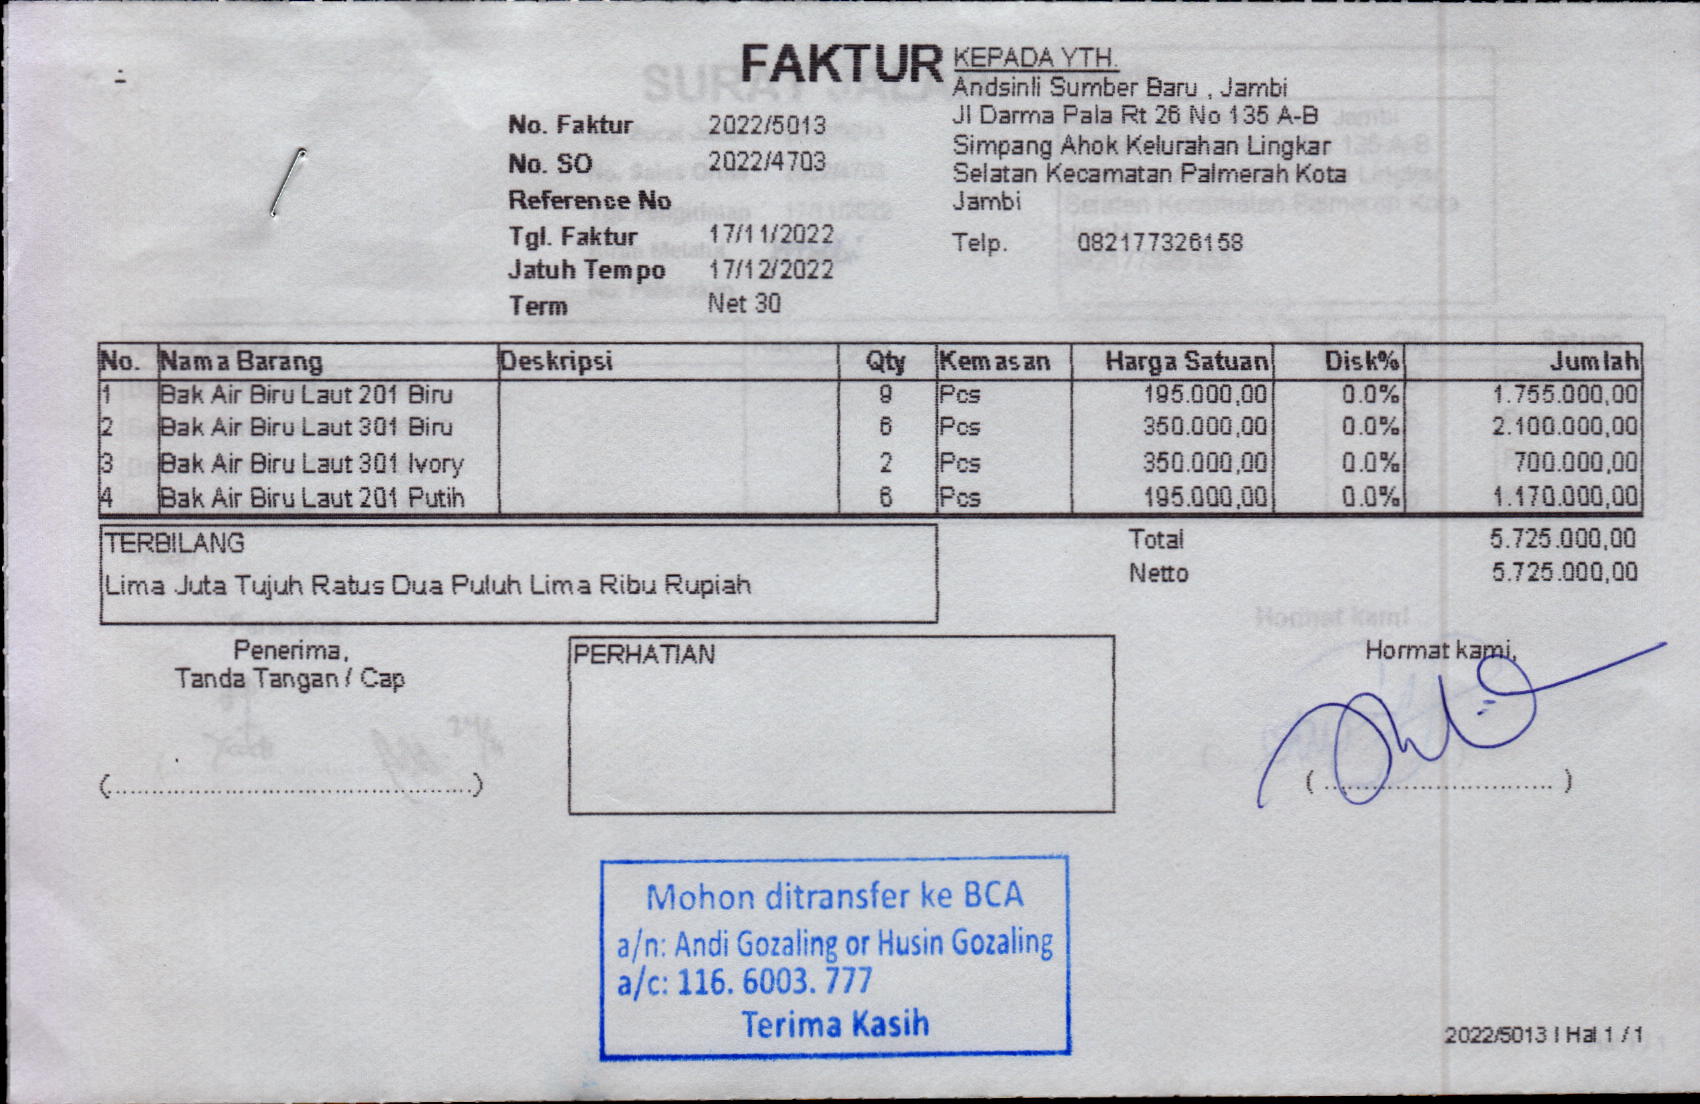 FAKTUR
KEPADA YTH.
Andsinli Sumber Baru , Jambi
Jl Darma Pala Rt 26 No 135 A-B
Simpang Ahok Kelurahan Lingkar
Selatan Kecamatan Palmerah Kota
Jambi
Telp. 082177326158
No. Faktur 2022/5013
No. SO 2022/4703
Reference No
Tgl. Faktur 17/11/2022
Jatuh Tempo 17/12/2022
Term Net 30
No. Nama Barang Deskripsi Qty Kemasan Harga Satuan Disk% Jumlah
1 Bak Air Biru Laut 201 Biru 9 Pcs 195.000,00 0.0% 1.755.000,00
2 Bak Air Biru Laut 301 Biru 6 Pcs 350.000,00 0.0% 2.100.000,00
3 Bak Air Biru Laut 301 Ivory 2 Pcs 350.000,00 0.0% 700.000,00
4 Bak Air Biru Laut 201 Putih 6 Pcs 195.000,00 0.0% 1.170.000,00
TERBILANG
Lima Juta Tujuh Ratus Dua Puluh Lima Ribu Rupiah
Total 5.725.000,00
Netto 5.725.000,00
Penerima,
Tanda Tangan / Cap
(..................................................)
PERHATIAN
Hormat kami,
( ............................... )
Mohon ditransfer ke BCA
a/n: Andi Gozaling or Husin Gozaling
a/c: 116. 6003. 777
Terima Kasih
2022/5013 | Hal 1 / 1